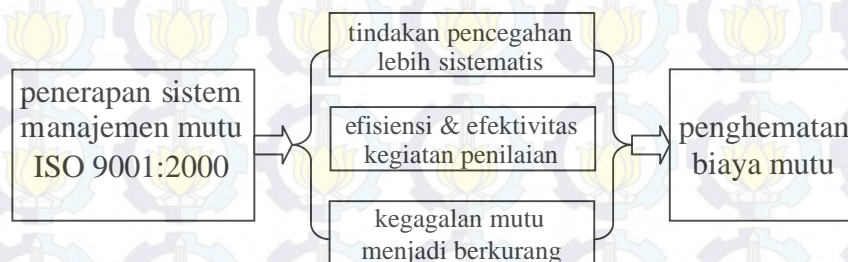 penerapan sistem
manajemen mutu
ISO 9001:2000
tindakan pencegahan
lebih sistematis
efisiensi & efektivitas
kegiatan penilaian
kegagalan mutu
menjadi berkurang
penghematan
biaya mutu